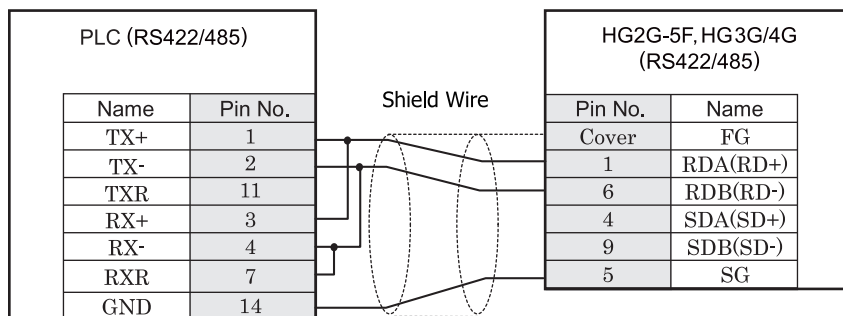 PLC (RS422/485)
HG2G-5F, HG3G/4G
(RS422/485)
Shield Wire
Name Pin No.
TX+ 1
TX- 2
TXR 11
RX+ 3
RX- 4
RXR 7
GND 14
Pin No. Name
Cover FG
1 RDA(RD+)
6 RDB(RD-)
4 SDA(SD+)
9 SDB(SD-)
5 SG